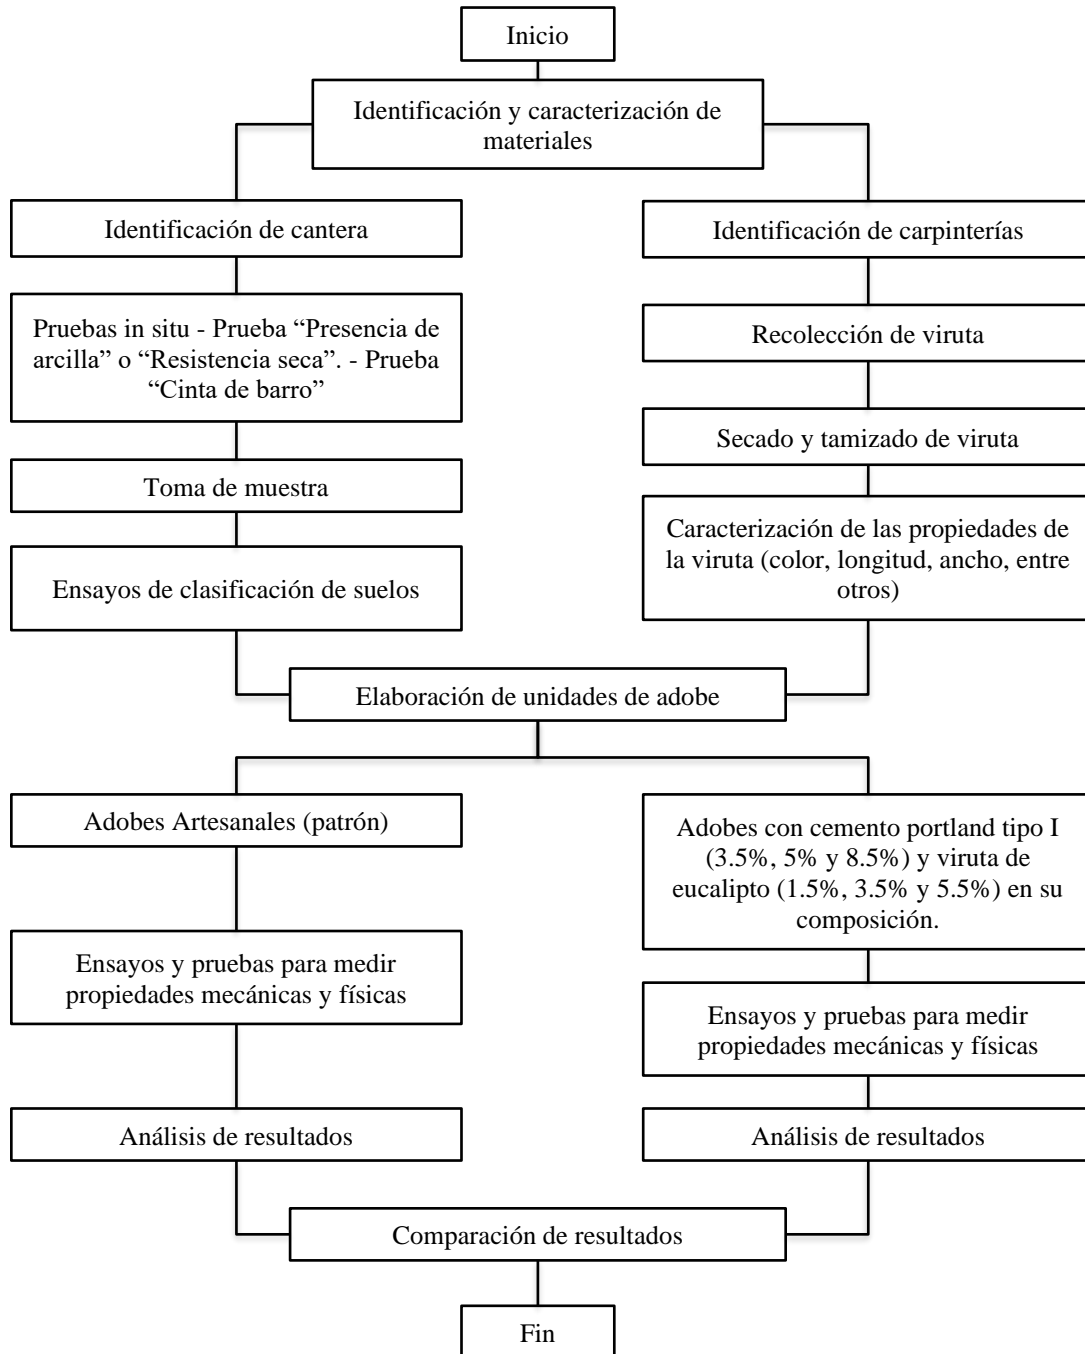 Inicio
Identificación y caracterización de
materiales
Identificación de cantera
Identificación de carpinterías
Pruebas in situ - Prueba “Presencia de
arcilla” o “Resistencia seca”. - Prueba
“Cinta de barro”
Recolección de viruta
Secado y tamizado de viruta
Toma de muestra
Caracterización de las propiedades de
la viruta (color, longitud, ancho, entre
otros)
Ensayos de clasificación de suelos
Elaboración de unidades de adobe
Adobes Artesanales (patrón)
Adobes con cemento portland tipo I
(3.5%, 5% y 8.5%) y viruta de
eucalipto (1.5%, 3.5% y 5.5%) en su
composición.
Ensayos y pruebas para medir
propiedades mecánicas y físicas
Ensayos y pruebas para medir
propiedades mecánicas y físicas
Análisis de resultados
Análisis de resultados
Comparación de resultados
Fin